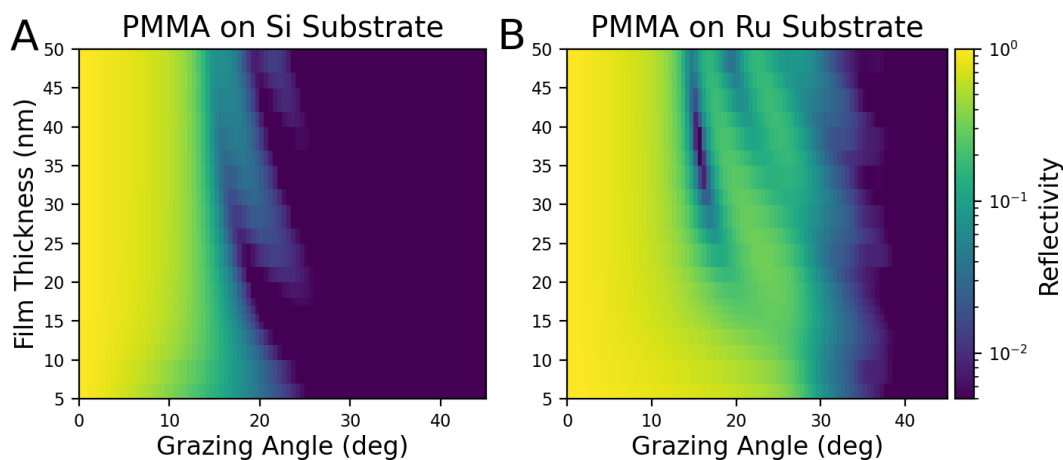 A PMMA on Si Substrate
50
45
40
35
30
25
20
15
10
5
Film Thickness (nm)
0 10 20 30 40
Grazing Angle (deg)
B PMMA on Ru Substrate
50
45
40
35
30
25
20
15
10
5
0 10 20 30 40
Grazing Angle (deg)
10⁰
10⁻¹
10⁻²
Reflectivity